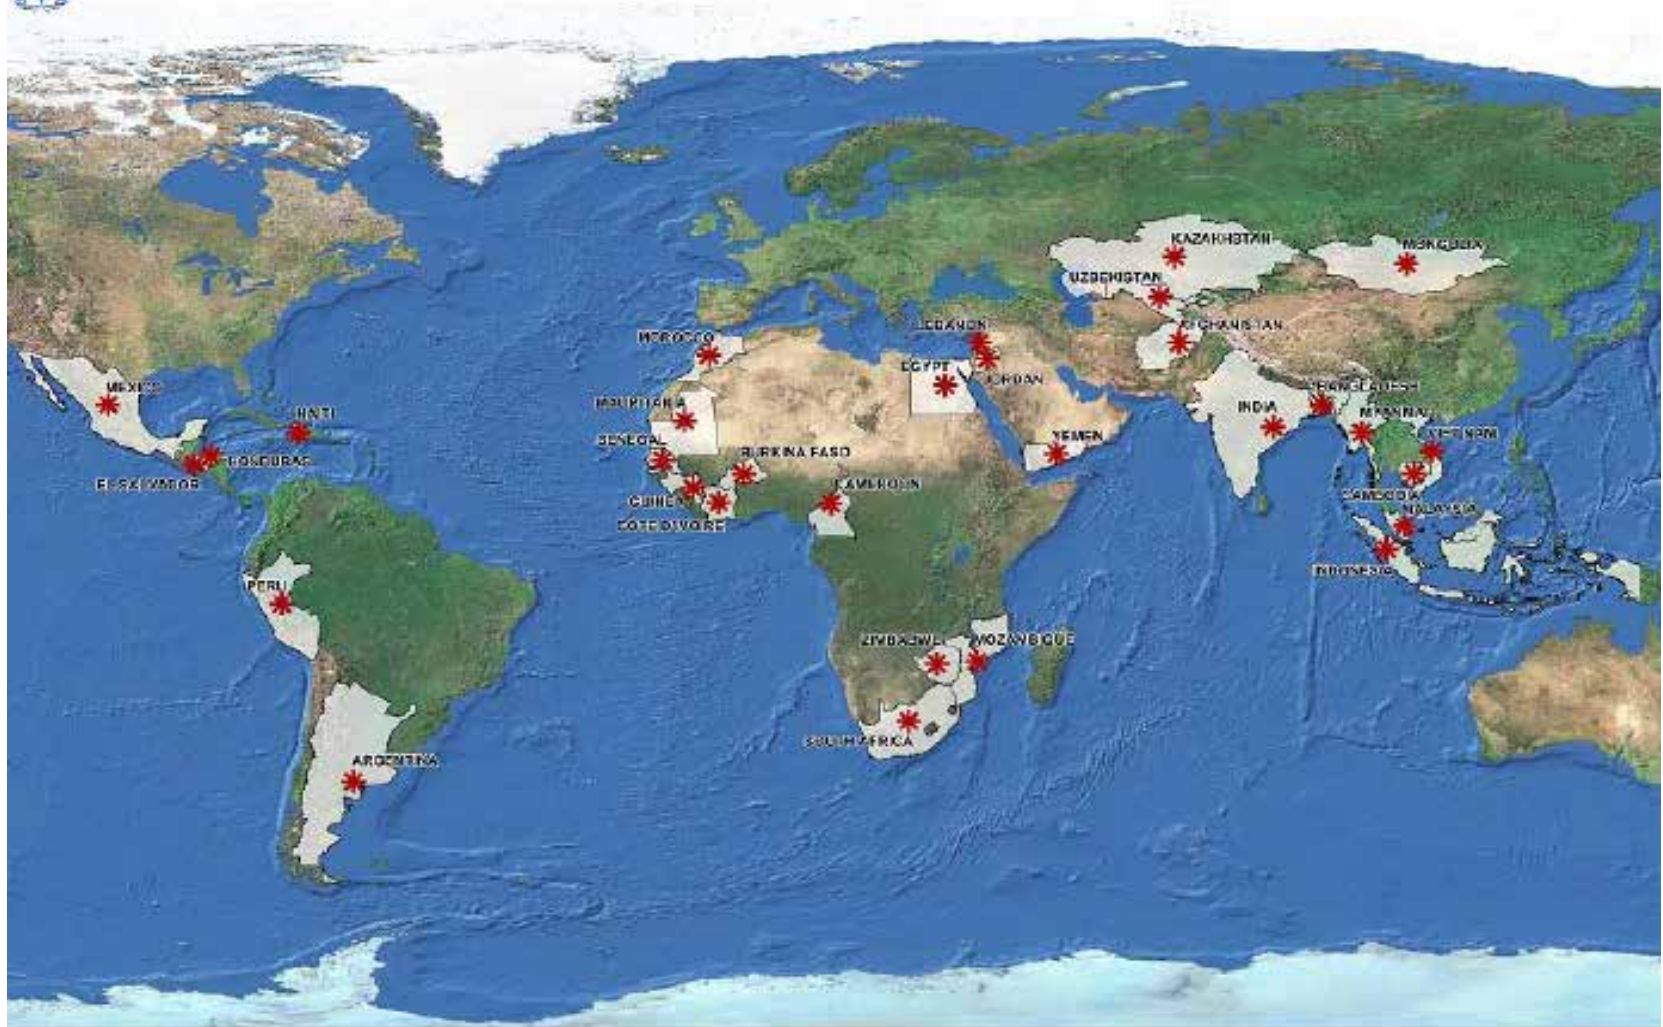 KAZAKHSTAN
MONGOLIA
UZBEKISTAN
AFGHANISTAN
LEBANON
MOROCCO
EGYPT
JORDAN
MEXICO
BANGLADESH
HAITI
MAURITANIA
INDIA
MYANMAR
SENEGAL
YEMEN
VIETNAM
HONDURAS
BURKINA FASO
EL SALVADOR
CAMEROUN
GUINEA
CAMBODIA
MALAYSIA
COTE D'IVOIRE
INDONESIA
PERU
ZIMBABWE
MOZAMBIQUE
SOUTH AFRICA
ARGENTINA